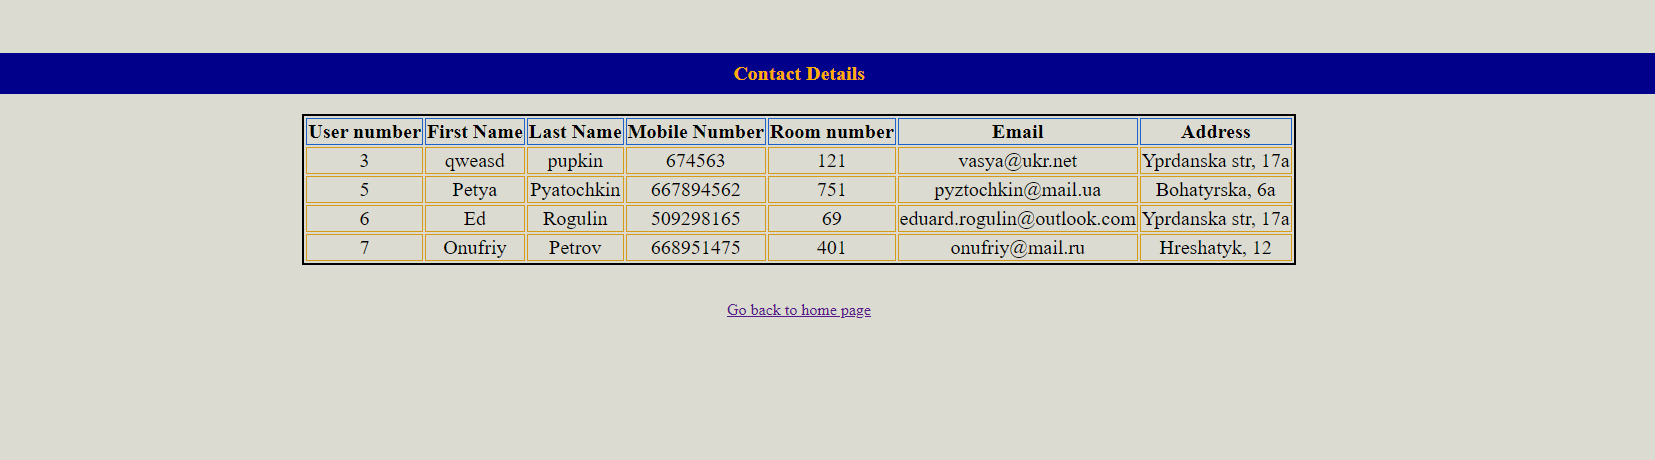 Contact Details
User number First Name Last Name Mobile Number Room number Email Address
3 qweasd pupkin 674563 121 vasya@ukr.net Yprdanska str, 17a
5 Petya Pyatochkin 667894562 751 pyztochkin@mail.ua Bohatyrska, 6a
6 Ed Rogulin 509298165 69 eduard.rogulin@outlook.com Yprdanska str, 17a
7 Onufriy Petrov 668951475 401 onufriy@mail.ru Hreshatyk, 12
Go back to home page